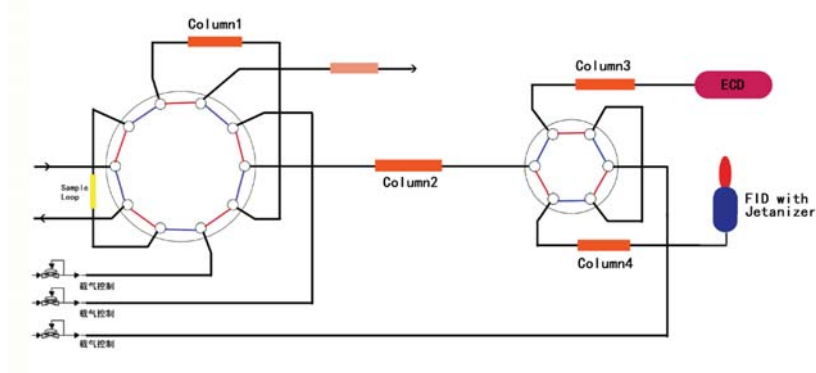 Column1
Column3
ECD
Sample
Loop
Column2
FID with
Jetanizer
Column4
载气控制
载气控制
载气控制